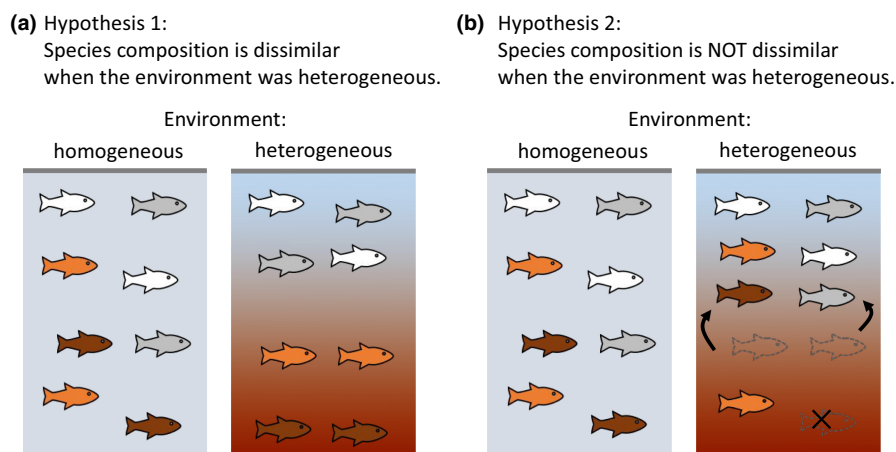 (a) Hypothesis 1:
Species composition is dissimilar
when the environment was heterogeneous.
Environment:
homogeneous heterogeneous
(b) Hypothesis 2:
Species composition is NOT dissimilar
when the environment was heterogeneous.
Environment:
homogeneous heterogeneous